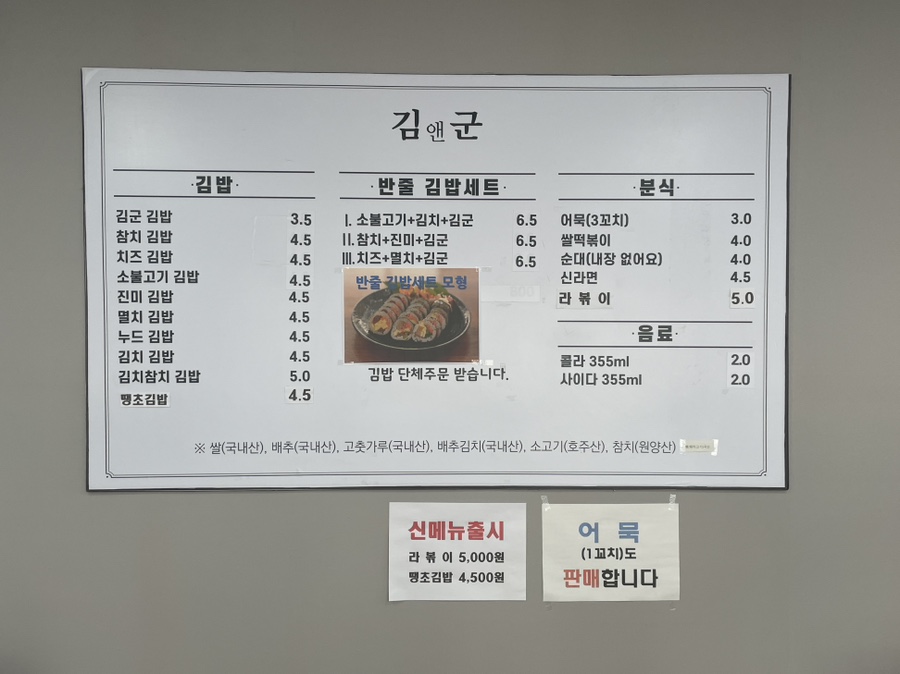 김앤군
·김밥·
김군 김밥 3.5
참치 김밥 4.5
치즈 김밥 4.5
소불고기 김밥 4.5
진미 김밥 4.5
멸치 김밥 4.5
누드 김밥 4.5
김치 김밥 4.5
김치참치 김밥 5.0
땡초김밥 4.5
·반줄 김밥세트·
I. 소불고기+김치+김군 6.5
II. 참치+진미+김군 6.5
III. 치즈+멸치+김군 6.5
반줄 김밥세트 모형
김밥 단체주문 받습니다.
·분식·
어묵(3꼬치) 3.0
쌀떡볶이 4.0
순대(내장 없어요) 4.0
신라면 4.5
라 볶 이 5.0
·음료·
콜라 355ml 2.0
사이다 355ml 2.0
※ 쌀(국내산), 배추(국내산), 고춧가루(국내산), 배추김치(국내산), 소고기(호주산), 참치(원양산)
신메뉴출시
라 볶 이 5,000원
땡초김밥 4,500원
어 묵
(1꼬치)도
판매합니다